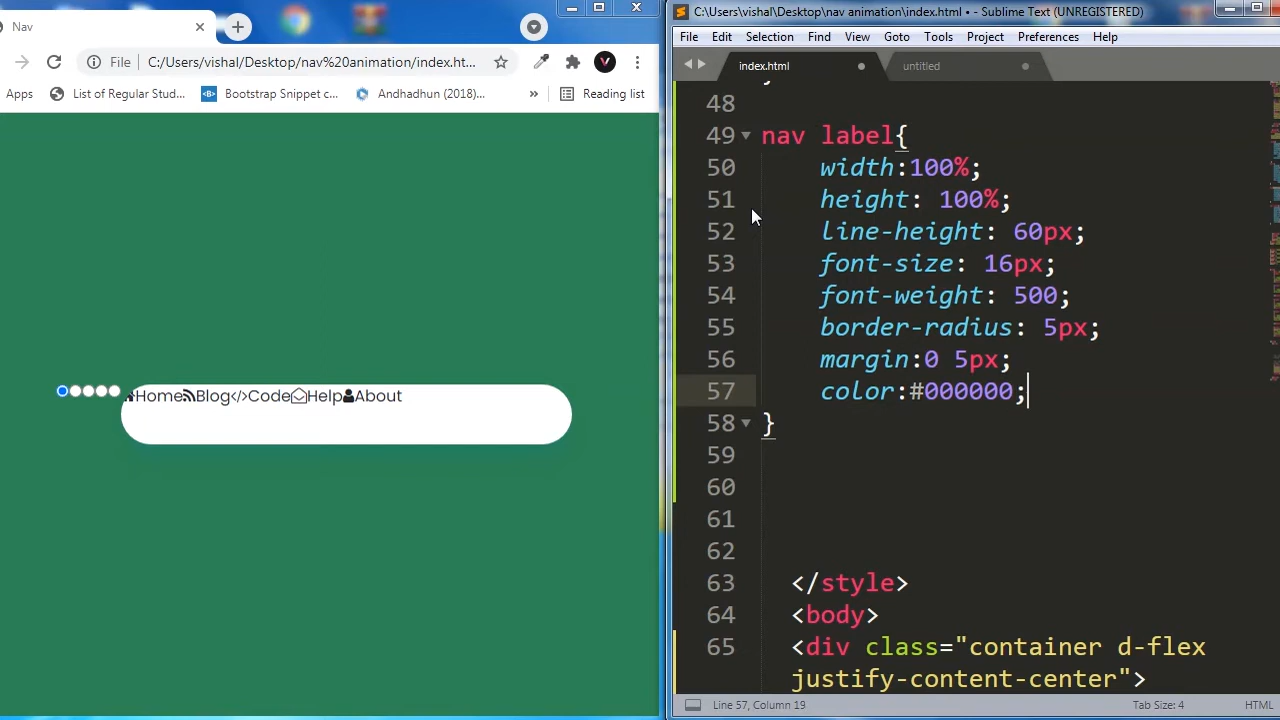 Nav
File C:/Users/vishal/Desktop/nav%20animation/index.ht...
Apps List of Regular Stud... Bootstrap Snippet c... Andhadhun (2018)... » Reading list
HomeBlog</>CodeHelpAbout
C:\Users\vishal\Desktop\nav animation\index.html • - Sublime Text (UNREGISTERED)
File Edit Selection Find View Goto Tools Project Preferences Help
index.html untitled
}
48
49 nav label{
50 width:100%;
51 height: 100%;
52 line-height: 60px;
53 font-size: 16px;
54 font-weight: 500;
55 border-radius: 5px;
56 margin:0 5px;
57 color:#000000;
58 }
59
60
61
62
63 </style>
64 <body>
65 <div class="container d-flex
justify-content-center">
Line 57, Column 19 Tab Size: 4 HTML